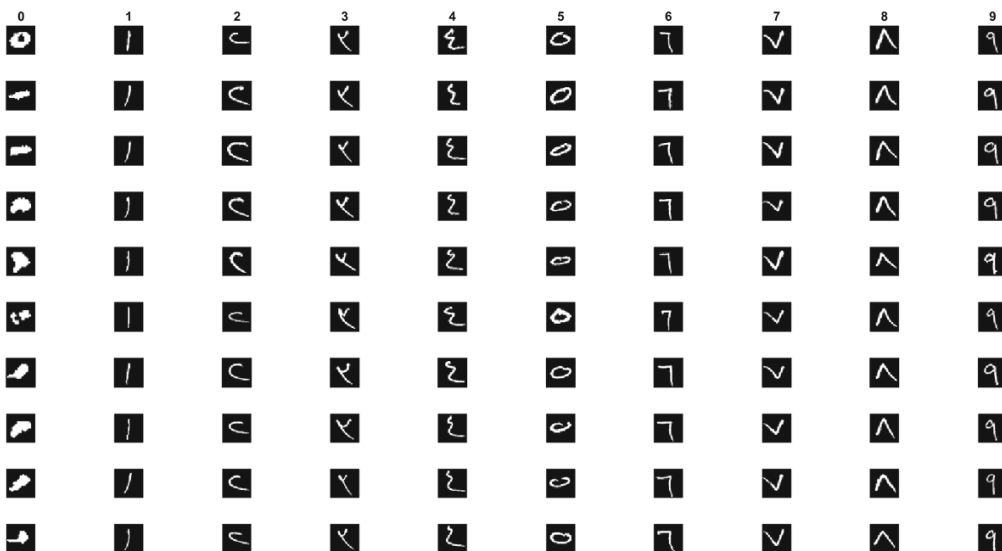 0 1 2 3 4 5 6 7 8 9
٠ ١ ٢ ٣ ٤ ٥ ٦ ٧ ٨ ٩
٠ ١ ٢ ٣ ٤ ٥ ٦ ٧ ٨ ٩
٠ ١ ٢ ٣ ٤ ٥ ٦ ٧ ٨ ٩
٠ ١ ٢ ٣ ٤ ٥ ٦ ٧ ٨ ٩
٠ ١ ٢ ٣ ٤ ٥ ٦ ٧ ٨ ٩
٠ ١ ٢ ٣ ٤ ٥ ٦ ٧ ٨ ٩
٠ ١ ٢ ٣ ٤ ٥ ٦ ٧ ٨ ٩
٠ ١ ٢ ٣ ٤ ٥ ٦ ٧ ٨ ٩
٠ ١ ٢ ٣ ٤ ٥ ٦ ٧ ٨ ٩
٠ ١ ٢ ٣ ٤ ٥ ٦ ٧ ٨ ٩